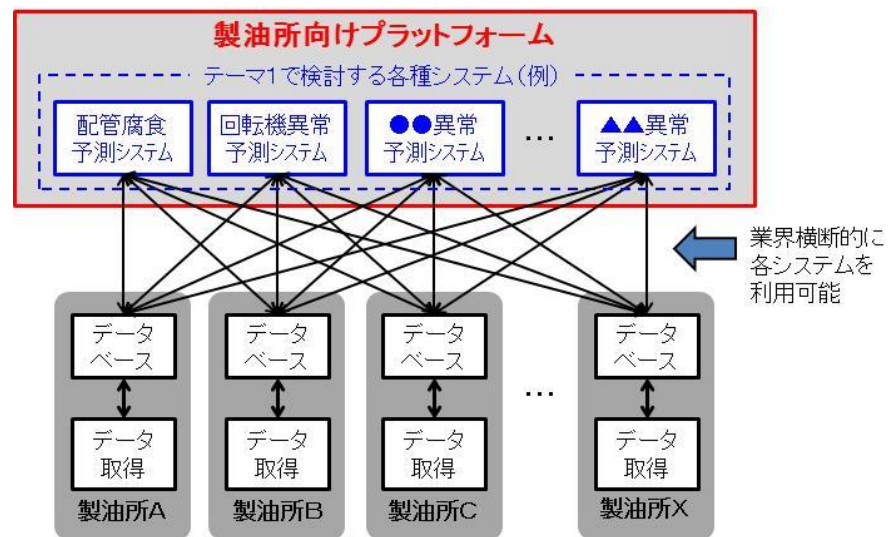 製油所向けプラットフォーム
テーマ1で検討する各種システム(例)
配管腐食
予測システム
回転機異常
予測システム
●●異常
予測システム
…
▲▲異常
予測システム
業界横断的に
各システムを
利用可能
データ
ベース
データ
ベース
データ
ベース
データ
ベース
…
データ
取得
データ
取得
データ
取得
データ
取得
製油所A
製油所B
製油所C
製油所X